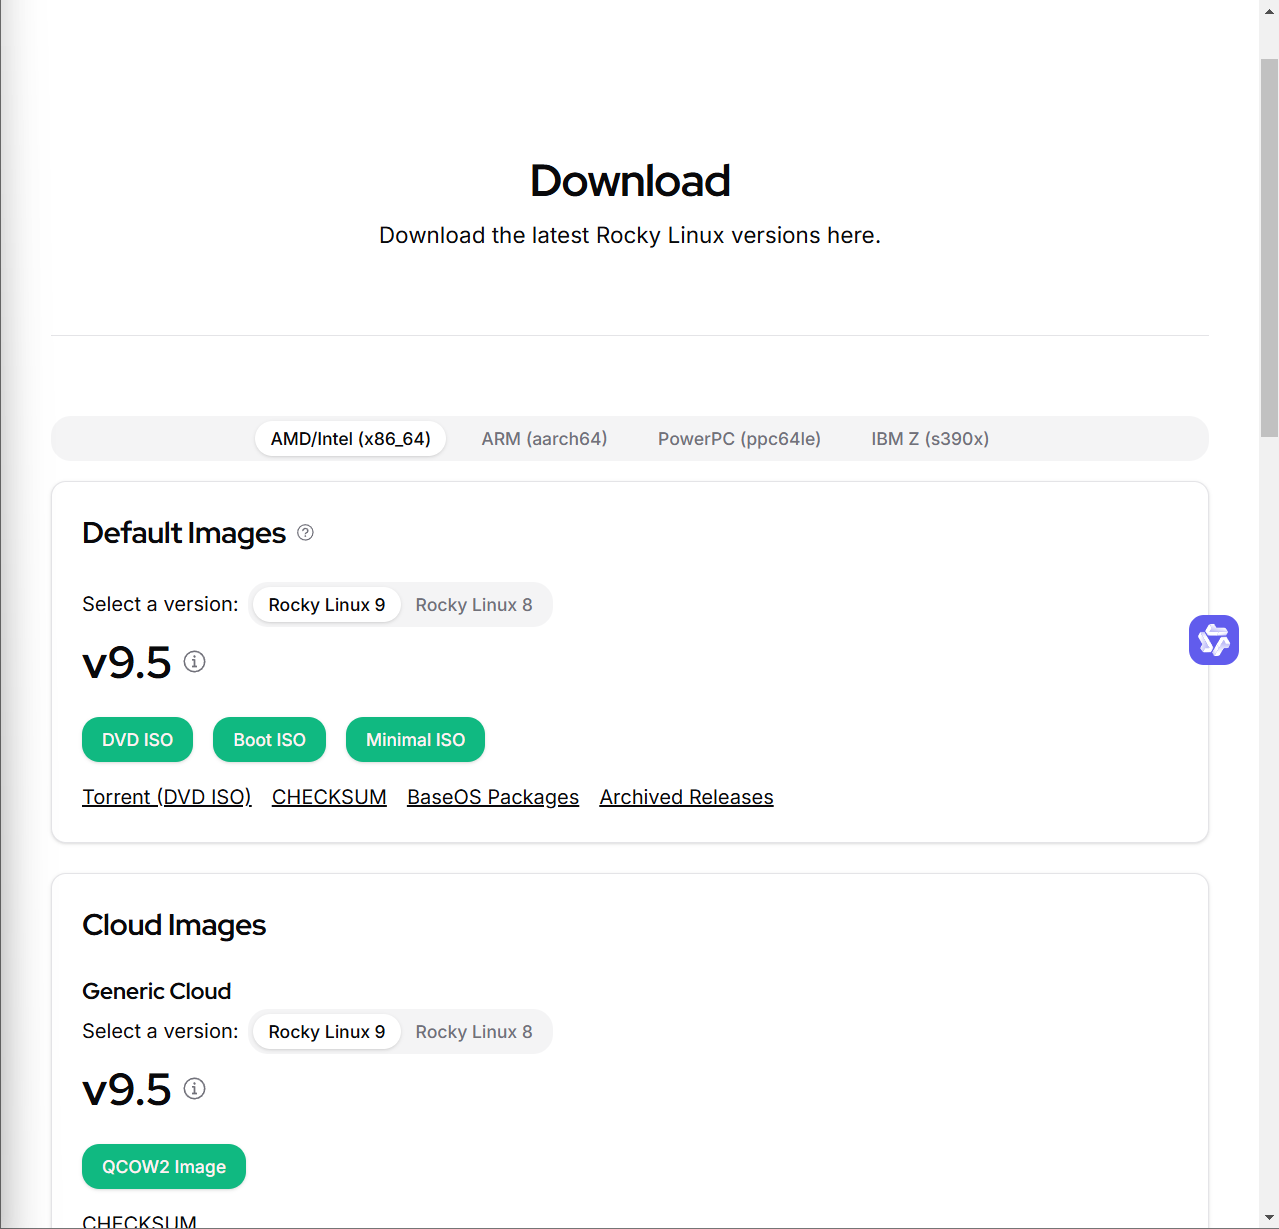 Download
Download the latest Rocky Linux versions here.
AMD/Intel (x86_64) ARM (aarch64) PowerPC (ppc64le) IBM Z (s390x)
Default Images
Select a version: Rocky Linux 9 Rocky Linux 8
v9.5
DVD ISO Boot ISO Minimal ISO
Torrent (DVD ISO) CHECKSUM BaseOS Packages Archived Releases
Cloud Images
Generic Cloud
Select a version: Rocky Linux 9 Rocky Linux 8
v9.5
QCOW2 Image
CHECKSUM